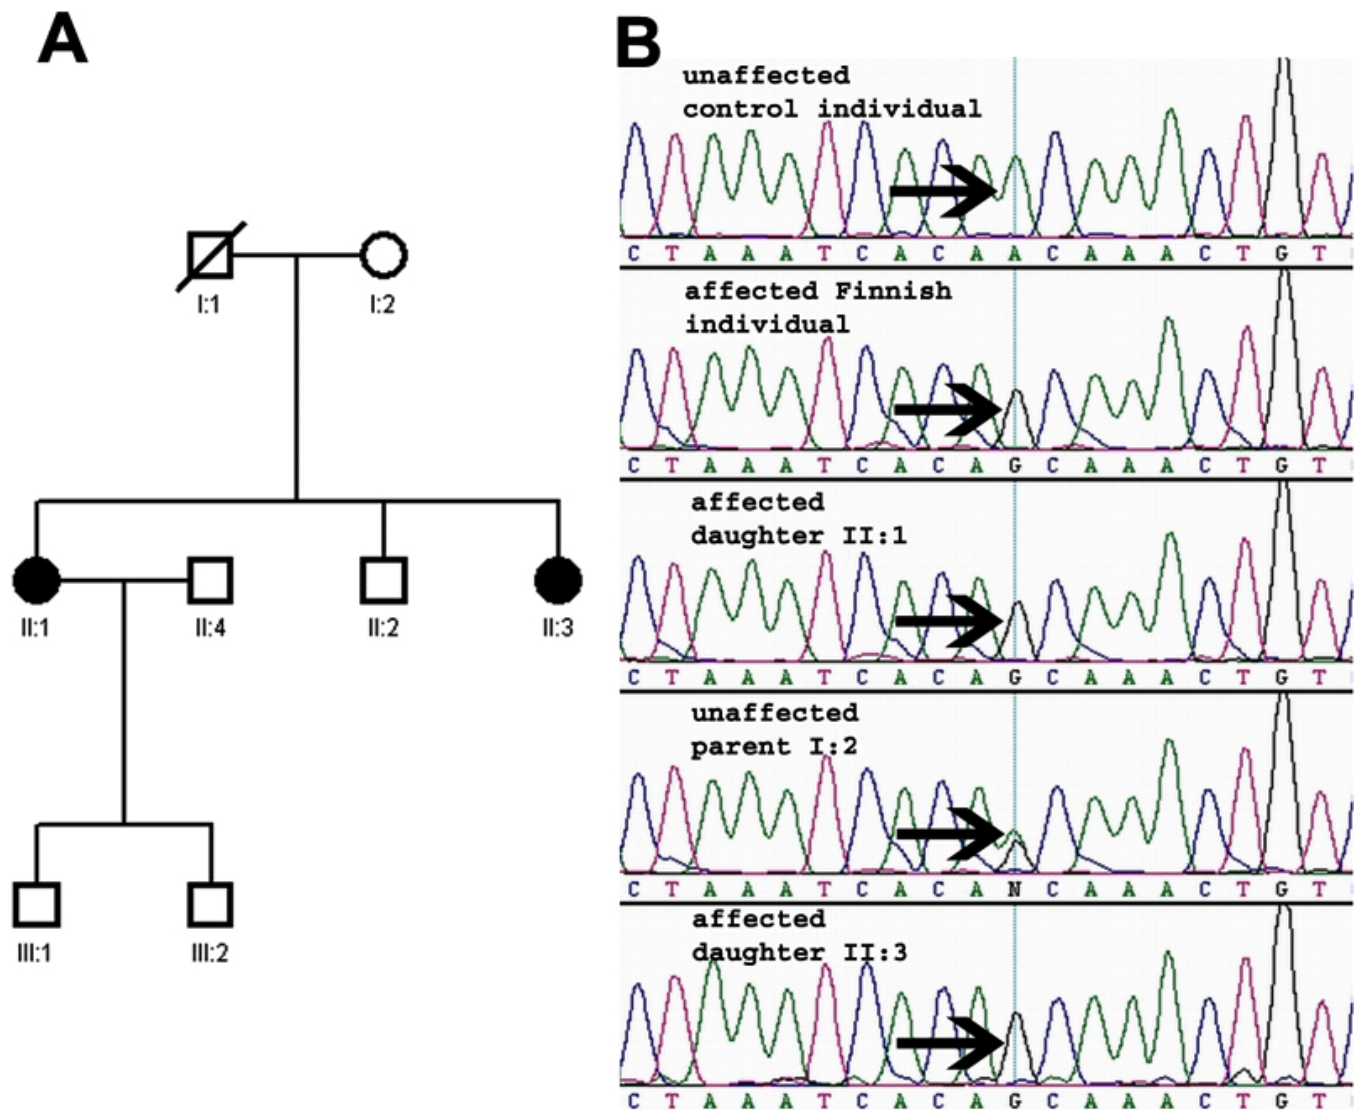 A
I:1
I:2
II:1
II:4
II:2
II:3
III:1
III:2
B
unaffected
control individual
C T A A A T C A C A A C A A A C T G T
affected Finnish
individual
C T A A A T C A C A G C A A A C T G T
affected
daughter II:1
C T A A A T C A C A G C A A A C T G T
unaffected
parent I:2
C T A A A T C A C A N C A A A C T G T
affected
daughter II:3
C T A A A T C A C A G C A A A C T G T